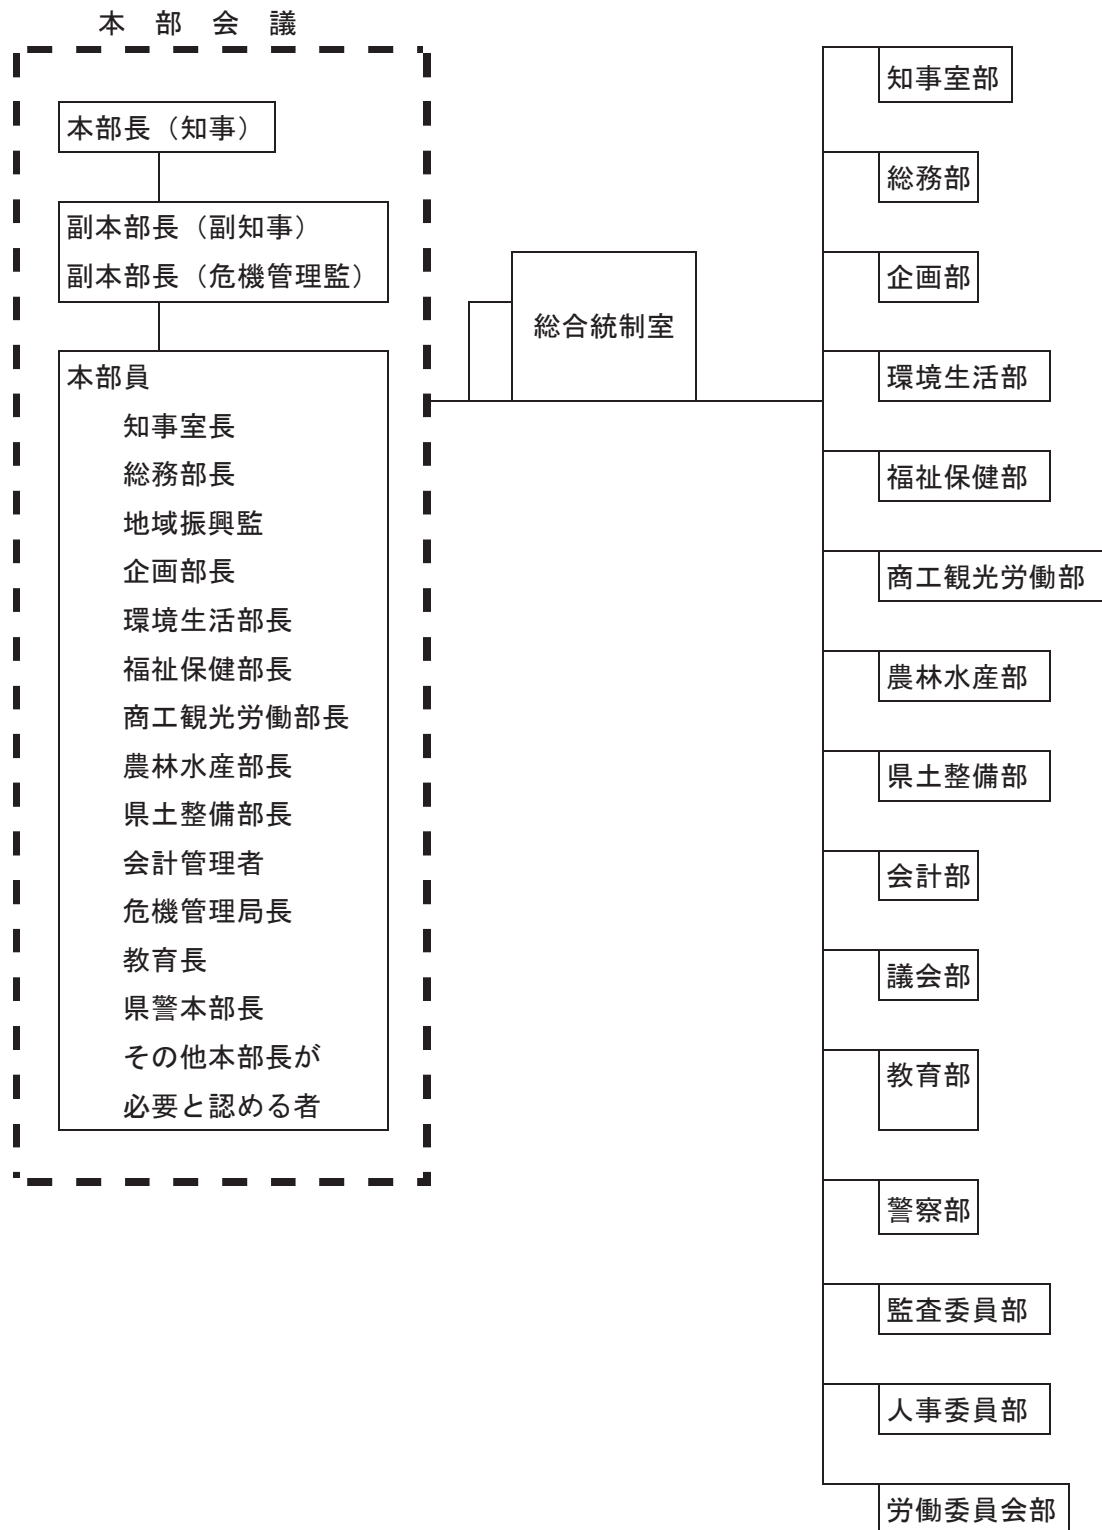 本部会議
本部長（知事）
副本部長（副知事）
副本部長（危機管理監）
本部員
知事室長
総務部長
地域振興監
企画部長
環境生活部長
福祉保健部長
商工観光労働部長
農林水産部長
県土整備部長
会計管理者
危機管理局長
教育長
県警本部長
その他本部長が
必要と認める者
総合統制室
知事室部
総務部
企画部
環境生活部
福祉保健部
商工観光労働部
農林水産部
県土整備部
会計部
議会部
教育部
警察部
監査委員部
人事委員部
労働委員会部